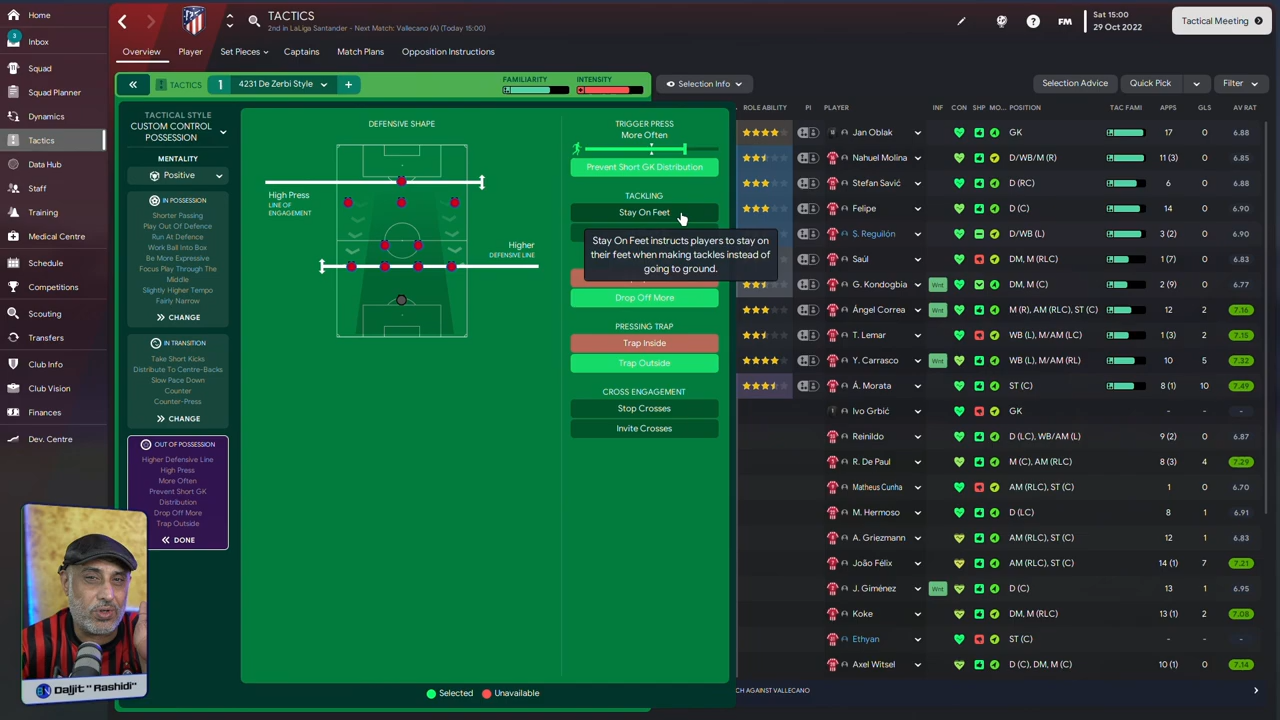 Home
3
Inbox
Squad
Squad Planner
Dynamics
Tactics
Data Hub
Staff
Training
Medical Centre
Schedule
Competitions
Scouting
Transfers
Club Info
Club Vision
Finances
Dev. Centre
TACTICS
2nd in LaLiga Santander - Next Match: Vallecano (A) (Today 15:00)
FM
Sat 15:00
29 Oct 2022
Tactical Meeting
Overview
Player
Set Pieces
Captains
Match Plans
Opposition Instructions
TACTICS
1
4231 De Zerbi Style
FAMILIARITY
INTENSITY
Selection Info
Selection Advice
Quick Pick
Filter
TACTICAL STYLE
CUSTOM CONTROL
POSSESSION
MENTALITY
Positive
IN POSSESSION
Shorter Passing
Play Out Of Defence
Run At Defence
Work Ball Into Box
Be More Expressive
Focus Play Through The
Middle
Slightly Higher Tempo
Fairly Narrow
CHANGE
IN TRANSITION
Take Short Kicks
Distribute To Centre-Backs
Slow Pace Down
Counter
Counter-Press
CHANGE
OUT OF POSSESSION
Higher Defensive Line
High Press
More Often
Prevent Short GK
Distribution
Drop Off More
Trap Outside
DONE
DEFENSIVE SHAPE
High Press
LINE OF
ENGAGEMENT
Higher
DEFENSIVE LINE
TRIGGER PRESS
More Often
Prevent Short GK Distribution
TACKLING
Stay On Feet
Stay On Feet instructs players to stay on
their feet when making tackles instead of
going to ground.
Drop Off More
PRESSING TRAP
Trap Inside
Trap Outside
CROSS ENGAGEMENT
Stop Crosses
Invite Crosses
Selected
Unavailable
ROLE ABILITY PI PLAYER INF CON SHP MO... POSITION TAC FAMI APPS GLS AV RAT
Jan Oblak GK 17 0 6.88
Nahuel Molina D/WB/M (R) 11 (3) 0 6.85
Stefan Savić D (RC) 6 0 6.88
Felipe D (C) 14 0 6.90
S. Reguilón D/WB (L) 3 (2) 0 6.90
Saúl DM, M (RLC) 1 (7) 0 6.83
G. Kondogbia Wnt DM, M (C) 2 (9) 0 6.77
Ángel Correa Wnt M (R), AM (RLC), ST (C) 12 2 7.16
T. Lemar WB (L), M/AM (LC) 1 (3) 2 7.15
Y. Carrasco Wnt WB (L), M/AM (RL) 10 5 7.32
Á. Morata ST (C) 8 (1) 10 7.49
Ivo Grbić GK - - -
Reinildo D (LC), WB/AM (L) 9 (2) 0 6.87
R. De Paul M (C), AM (RLC) 8 (3) 4 7.29
Matheus Cunha AM (RLC), ST (C) 1 0 6.70
M. Hermoso D (LC) 8 1 6.91
A. Griezmann AM (RLC), ST (C) 12 1 6.83
João Félix AM (RLC), ST (C) 14 (1) 7 7.21
J. Giménez Wnt D (C) 13 1 6.95
Koke DM, M (RLC) 13 (1) 2 7.08
Ethyan ST (C) - - -
Axel Witsel D (C), DM, M (C) 10 (1) 0 7.14
CH AGAINST VALLECANO
Daljit "Rashidi"